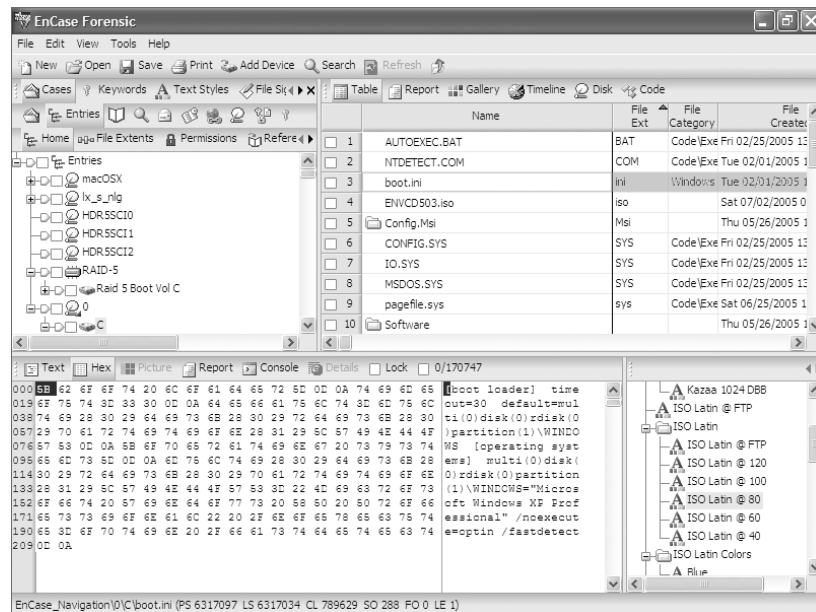 EnCase Forensic
File Edit View Tools Help
New Open Save Print Add Device Search Refresh
Cases Keywords Text Styles File Si
Table Report Gallery Timeline Disk Code
Entries
Home File Extents Permissions Refere
Name File Ext File Category File Created
Entries
macOSX
lx_s_nlg
HDR5SCI0
HDR5SCI1
HDR5SCI2
RAID-5
Raid 5 Boot Vol C
0
C
1 AUTOEXEC.BAT BAT Code\Exe Fri 02/25/2005 13
2 NTDETECT.COM COM Code\Exe Tue 02/01/2005 1
3 boot.ini ini Windows Tue 02/01/2005 1
4 ENVCD503.iso iso Sat 07/02/2005 0
5 Config.Msi Msi Thu 05/26/2005 1
6 CONFIG.SYS SYS Code\Exe Fri 02/25/2005 13
7 IO.SYS SYS Code\Exe Fri 02/25/2005 13
8 MSDOS.SYS SYS Code\Exe Fri 02/25/2005 13
9 pagefile.sys sys Code\Exe Sat 06/25/2005 1
10 Software Thu 05/26/2005 1
Text Hex Picture Report Console Details Lock 0/170747
000 5B 62 6F 6F 74 20 6C 6F 61 64 65 72 5D 0D 0A 74 69 6D 65 [boot loader] time
019 6F 75 74 3D 33 30 0D 0A 64 65 66 61 75 6C 74 3D 6D 75 6C out=30 default=mul
038 74 69 28 30 29 64 69 73 6B 28 30 29 72 64 69 73 6B 28 30 ti(0)disk(0)rdisk(0
057 29 70 61 72 74 69 74 69 6F 6E 28 31 29 5C 57 49 4E 44 4F )partition(1)\WINDO
076 57 53 0D 0A 5B 6F 70 65 72 61 74 69 6E 67 20 73 79 73 74 WS [operating syst
095 65 6D 73 5D 0D 0A 6D 75 6C 74 69 28 30 29 64 69 73 6B 28 ems] multi(0)disk(
114 30 29 72 64 69 73 6B 28 30 29 70 61 72 74 69 74 69 6F 6E 0)rdisk(0)partition
133 28 31 29 5C 57 49 4E 44 4F 57 53 3D 22 4D 69 63 72 6F 73 (1)\WINDOWS="Micros
152 6F 66 74 20 57 69 6E 64 6F 77 73 20 58 50 20 50 72 6F 66 oft Windows XP Prof
171 65 73 73 69 6F 6E 61 6C 22 20 2F 6E 6F 65 78 65 63 75 74 essional" /noexecut
190 65 3D 6F 70 74 69 6E 20 2F 66 61 73 74 64 65 74 65 63 74 e=optin /fastdetect
209 0D 0A
Kazaa 1024 DBB
ISO Latin @ FTP
ISO Latin
ISO Latin @ FTP
ISO Latin @ 120
ISO Latin @ 100
ISO Latin @ 80
ISO Latin @ 60
ISO Latin @ 40
ISO Latin Colors
Blue
EnCase_Navigation\0\C\boot.ini (PS 6317097 LS 6317034 CL 789629 SO 288 FO 0 LE 1)